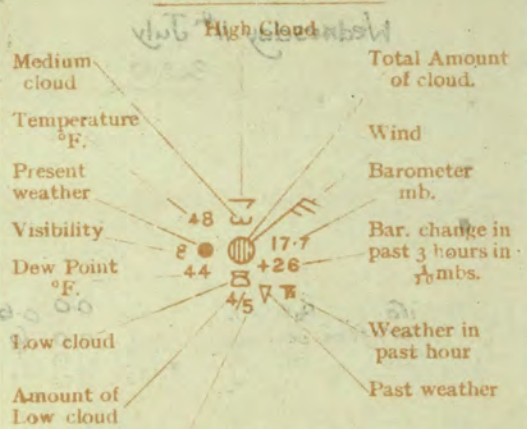 High Cloud
Wednesday July
Medium
cloud
Total Amount
of cloud.
Temperature
°F.
Wind
Present
weather
Barometer
mb.
Visibility
Bar. change in
past 3 hours in
1/10 mbs.
Dew Point
°F.
48
8
17.7
44
+26
4/5
Low cloud
Weather in
past hour
Amount of
Low cloud
Past weather